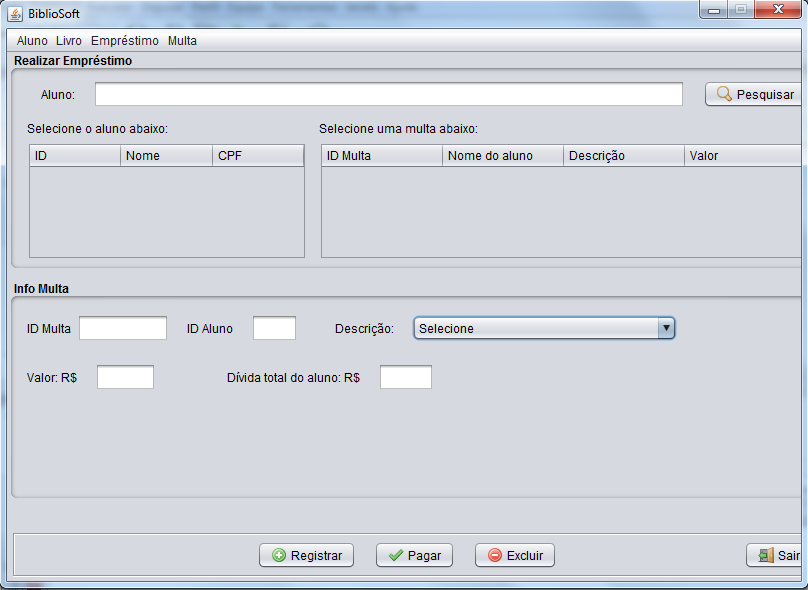 BiblioSoft
Aluno Livro Empréstimo Multa
Realizar Empréstimo
Aluno: Pesquisar
Selecione o aluno abaixo: Selecione uma multa abaixo:
ID Nome CPF ID Multa Nome do aluno Descrição Valor
Info Multa
ID Multa ID Aluno Descrição: Selecione
Valor: R$ Dívida total do aluno: R$
Registrar Pagar Excluir Sair